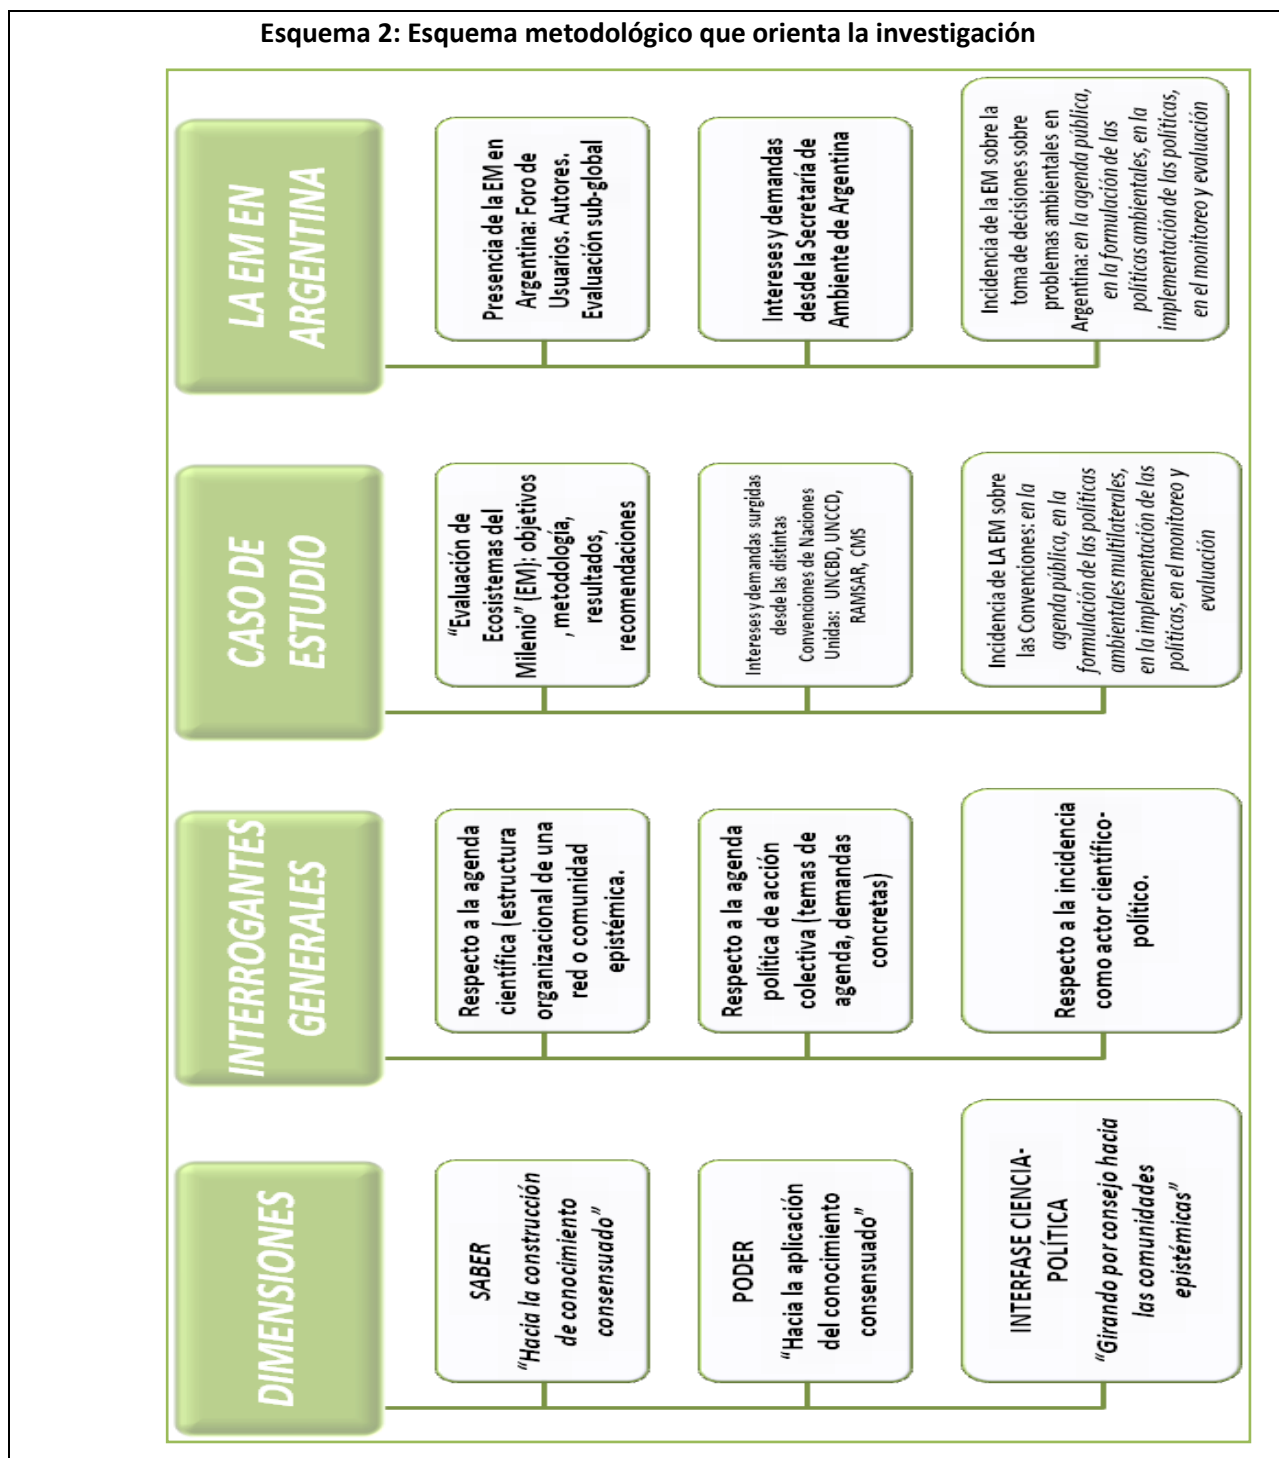 Esquema 2: Esquema metodológico que orienta la investigación
DIMENSIONES
SABER
“Hacia la construcción
de conocimiento
consensuado”
PODER
“Hacia la aplicación
del conocimiento
consensuado”
INTERFASE CIENCIA-
POLÍTICA
“Girando por consejo hacia
las comunidades
epistémicas”
INTERROGANTES
GENERALES
Respecto a la agenda
científica (estructura
organizacional de una
red o comunidad
epistémica.
Respecto a la agenda
política de acción
colectiva (temas de
agenda, demandas
concretas)
Respecto a la incidencia
como actor científico-
político.
CASO DE
ESTUDIO
“Evaluación de
Ecosistemas del
Milenio” (EM): objetivos
, metodología,
resultados,
recomendaciones
Intereses y demandas surgidas
desde las distintas
Convenciones de Naciones
Unidas: UNCBD, UNCCD,
RAMSAR, CMS
Incidencia de LA EM sobre
las Convenciones: en la
agenda pública, en la
formulación de las políticas
ambientales multilaterales,
en la implementación de las
políticas, en el monitoreo y
evaluación
LA EM EN
ARGENTINA
Presencia de la EM en
Argentina: Foro de
Usuarios. Autores.
Evaluación sub-global
Intereses y demandas
desde la Secretaría de
Ambiente de Argentina
Incidencia de la EM sobre la
toma de decisiones sobre
problemas ambientales en
Argentina: en la agenda pública,
en la formulación de las
políticas ambientales, en la
implementación de las políticas,
en el monitoreo y evaluación